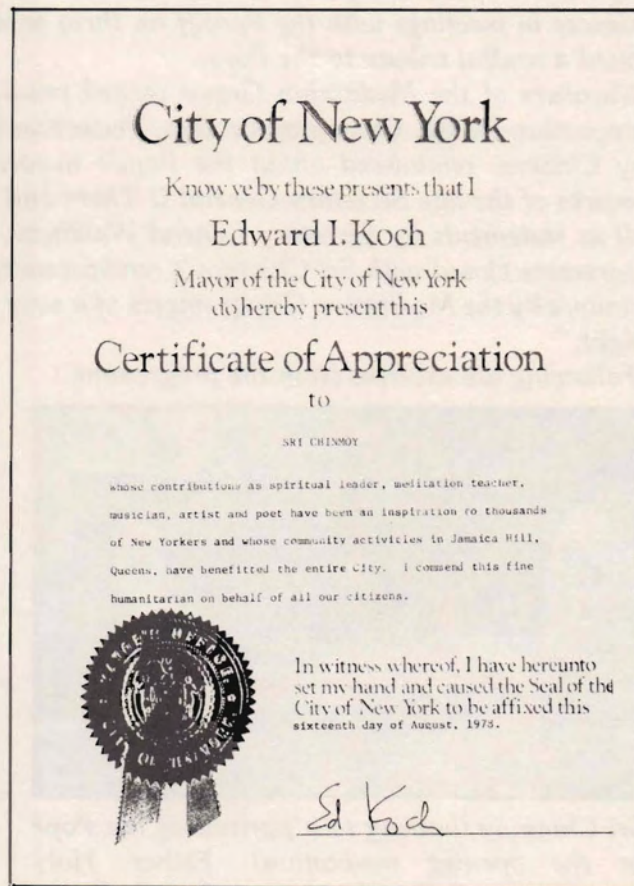 City of New York
Know ye by these presents that I
Edward I. Koch
Mayor of the City of New York
do hereby present this
Certificate of Appreciation
to
SRI CHINMOY
whose contributions as spiritual leader, meditation teacher,
musician, artist and poet have been an inspiration to thousands
of New Yorkers and whose community activities in Jamaica Hill,
Queens, have benefitted the entire City. I commend this fine
humanitarian on behalf of all our citizens.
In witness whereof, I have hereunto
set my hand and caused the Seal of the
City of New York to be affixed this
sixteenth day of August, 1978.
Ed Koch